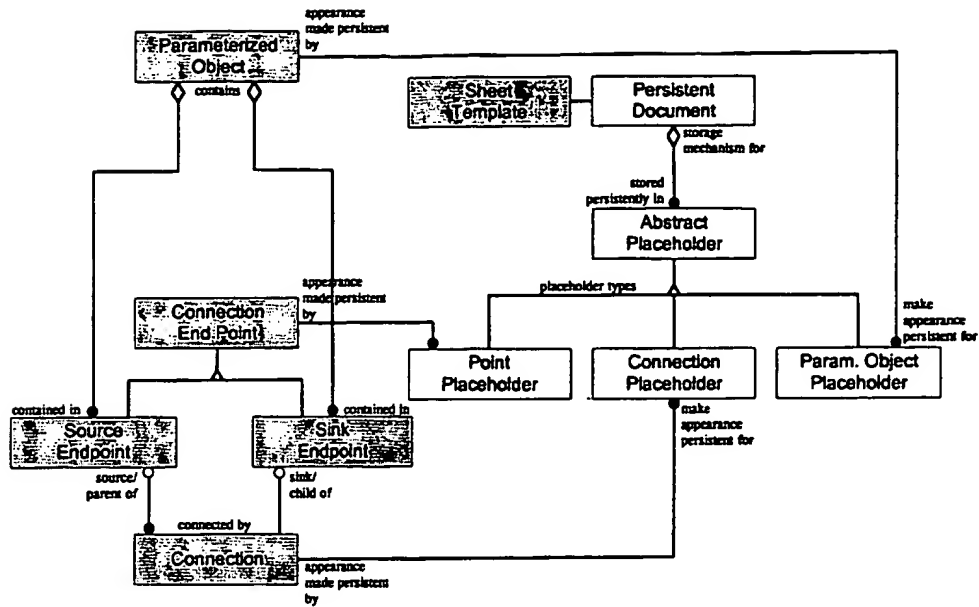 appearance
made persistent
by
Parameterized
Object
contains
Sheet
Template
Persistent
Document
storage
mechanism for
stored
persistently in
Abstract
Placeholder
placeholder types
appearance
made persistent
by
Connection
End Point
make
appearance
persistent for
Point
Placeholder
Connection
Placeholder
Param. Object
Placeholder
contained in
contained in
Source
Endpoint
Sink
Endpoint
make
appearance
persistent for
source/
parent of
sink/
child of
connected by
Connection
appearance
made persistent
by